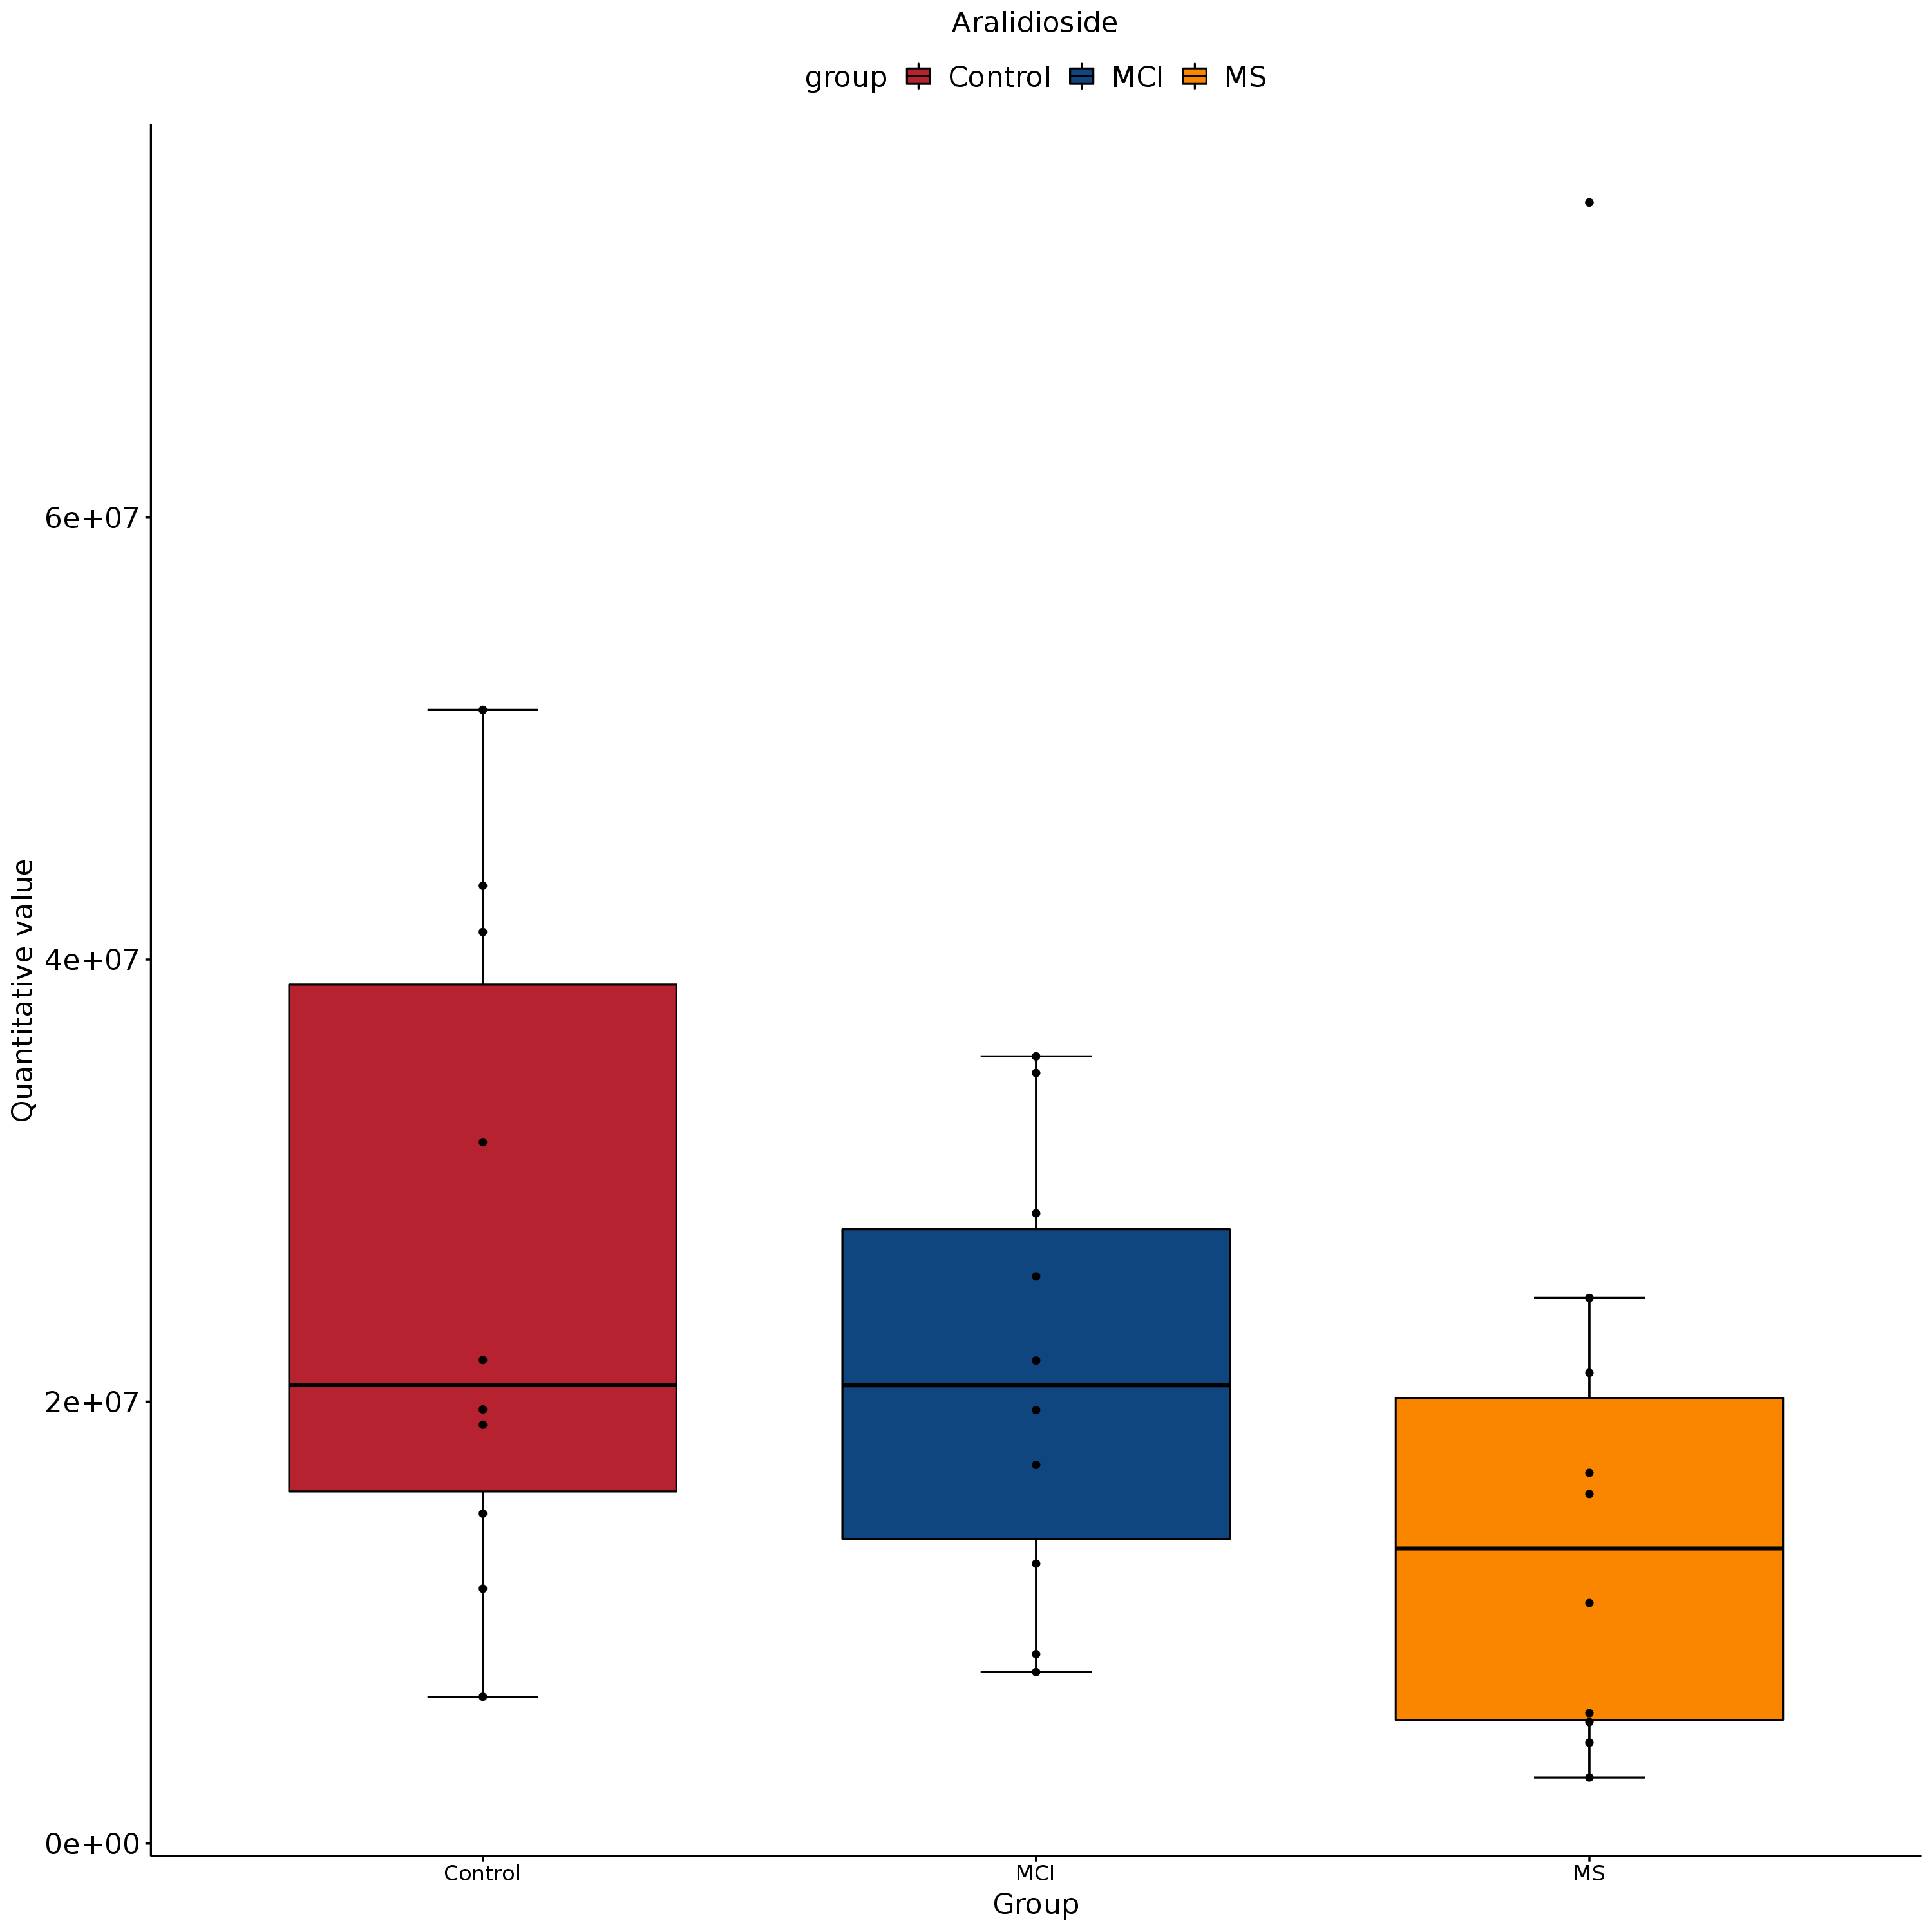 Aralidioside
group Control MCI MS
Quantitative value
6e+07
4e+07
2e+07
0e+00
Control MCI MS
Group